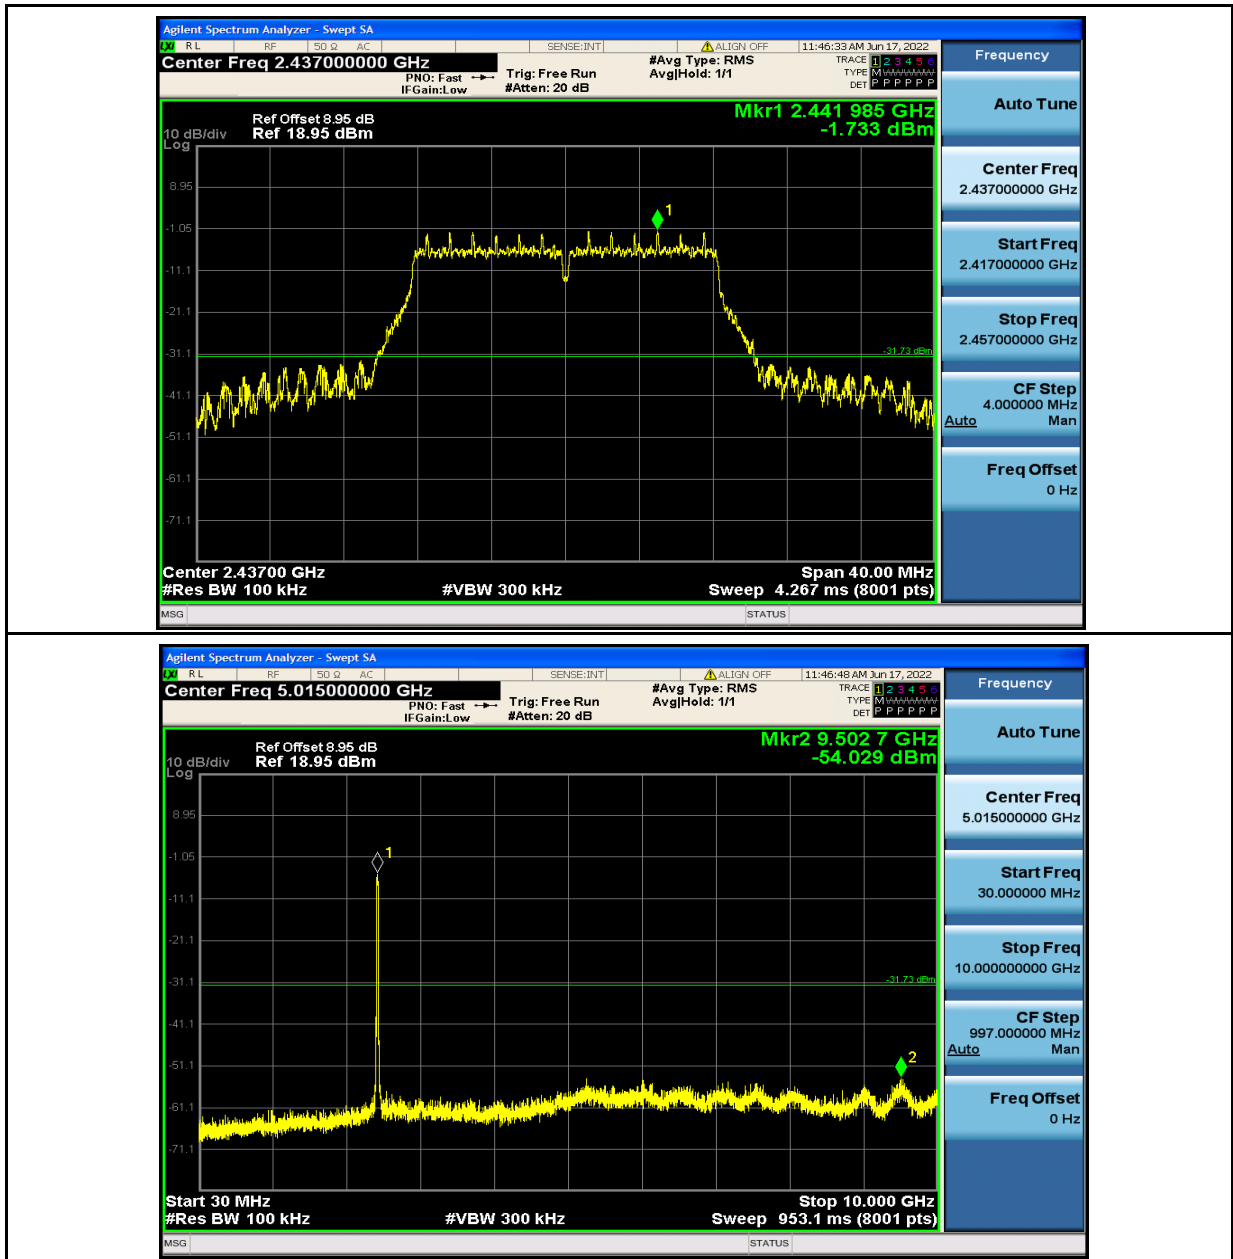 Agilent Spectrum Analyzer - Swept SA
LXI RL RF 50 Ω AC SENSE:INT ALIGN OFF 11:46:33 AM Jun 17, 2022
Center Freq 2.437000000 GHz
PNO: Fast
IFGain:Low
Trig: Free Run
#Atten: 20 dB
#Avg Type: RMS
Avg|Hold: 1/1
TRACE 1 2 3 4 5 6
TYPE M WWWWW
DET P P P P P P
Mkr1 2.441 985 GHz
-1.733 dBm
Ref Offset 8.95 dB
10 dB/div Ref 18.95 dBm
Log
8.95
-1.05
-11.1
-21.1
-31.1
-41.1
-51.1
-61.1
-71.1
1
-31.73 dBm
Center 2.43700 GHz Span 40.00 MHz
#Res BW 100 kHz #VBW 300 kHz Sweep 4.267 ms (8001 pts)
MSG STATUS
Frequency
Auto Tune
Center Freq
2.437000000 GHz
Start Freq
2.417000000 GHz
Stop Freq
2.457000000 GHz
CF Step
4.000000 MHz
Auto Man
Freq Offset
0 Hz
Agilent Spectrum Analyzer - Swept SA
LXI RL RF 50 Ω AC SENSE:INT ALIGN OFF 11:46:48 AM Jun 17, 2022
Center Freq 5.015000000 GHz
PNO: Fast
IFGain:Low
Trig: Free Run
#Atten: 20 dB
#Avg Type: RMS
Avg|Hold: 1/1
TRACE 1 2 3 4 5 6
TYPE M WWWWW
DET P P P P P P
Mkr2 9.502 7 GHz
-54.029 dBm
Ref Offset 8.95 dB
10 dB/div Ref 18.95 dBm
Log
8.95
-1.05
-11.1
-21.1
-31.1
-41.1
-51.1
-61.1
-71.1
1
-31.73 dBm
2
Start 30 MHz Stop 10.000 GHz
#Res BW 100 kHz #VBW 300 kHz Sweep 953.1 ms (8001 pts)
MSG STATUS
Frequency
Auto Tune
Center Freq
5.015000000 GHz
Start Freq
30.000000 MHz
Stop Freq
10.000000000 GHz
CF Step
997.000000 MHz
Auto Man
Freq Offset
0 Hz